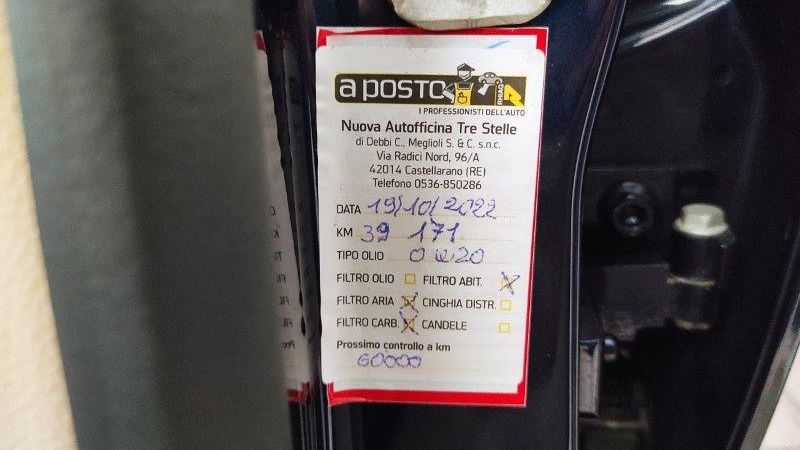 a posto
RHIAG
I PROFESSIONISTI DELL'AUTO
Nuova Autofficina Tre Stelle
di Debbi C., Meglioli S. & C. s.n.c.
Via Radici Nord, 96/A
42014 Castellarano (RE)
Telefono 0536-850286
DATA 19/10/2022
KM 39 171
TIPO OLIO 0W20
FILTRO OLIO FILTRO ABIT.
FILTRO ARIA CINGHIA DISTR.
FILTRO CARB. CANDELE
Prossimo controllo a km
60000